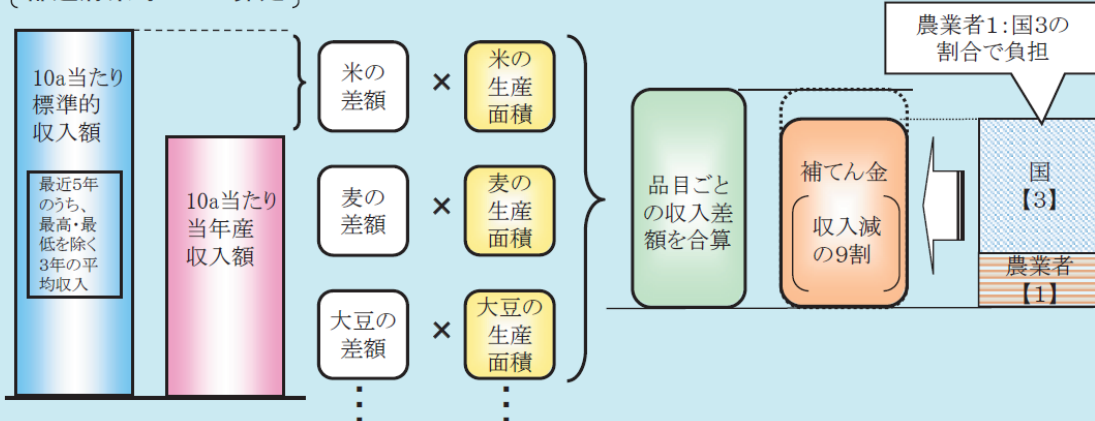 農業者1:国3の
割合で負担
10a当たり
標準的
収入額
最近5年
のうち、
最高・最
低を除く
3年の平
均収入
10a当たり
当年産
収入額
米の
差額
×
米の
生産
面積
麦の
差額
×
麦の
生産
面積
大豆の
差額
×
大豆の
生産
面積
品目ごと
の収入差
額を合算
補てん金
収入減
の9割
国
【3】
農業者
【1】